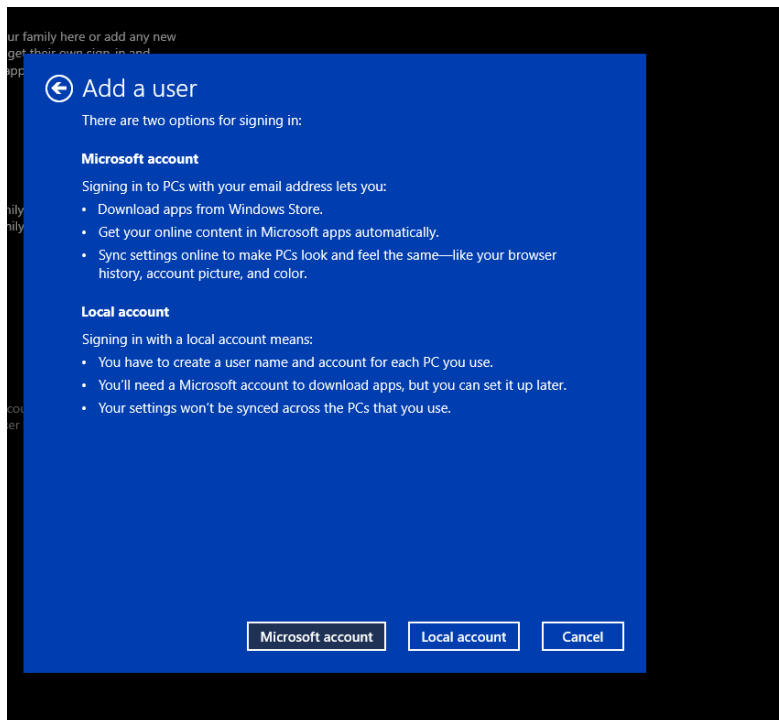 ur family here or add any new
get their own sign-in and
app
Add a user
There are two options for signing in:
Microsoft account
Signing in to PCs with your email address lets you:
• Download apps from Windows Store.
• Get your online content in Microsoft apps automatically.
• Sync settings online to make PCs look and feel the same—like your browser
history, account picture, and color.
Local account
Signing in with a local account means:
• You have to create a user name and account for each PC you use.
• You'll need a Microsoft account to download apps, but you can set it up later.
• Your settings won't be synced across the PCs that you use.
mily
mily
cou
ser
Microsoft account Local account Cancel